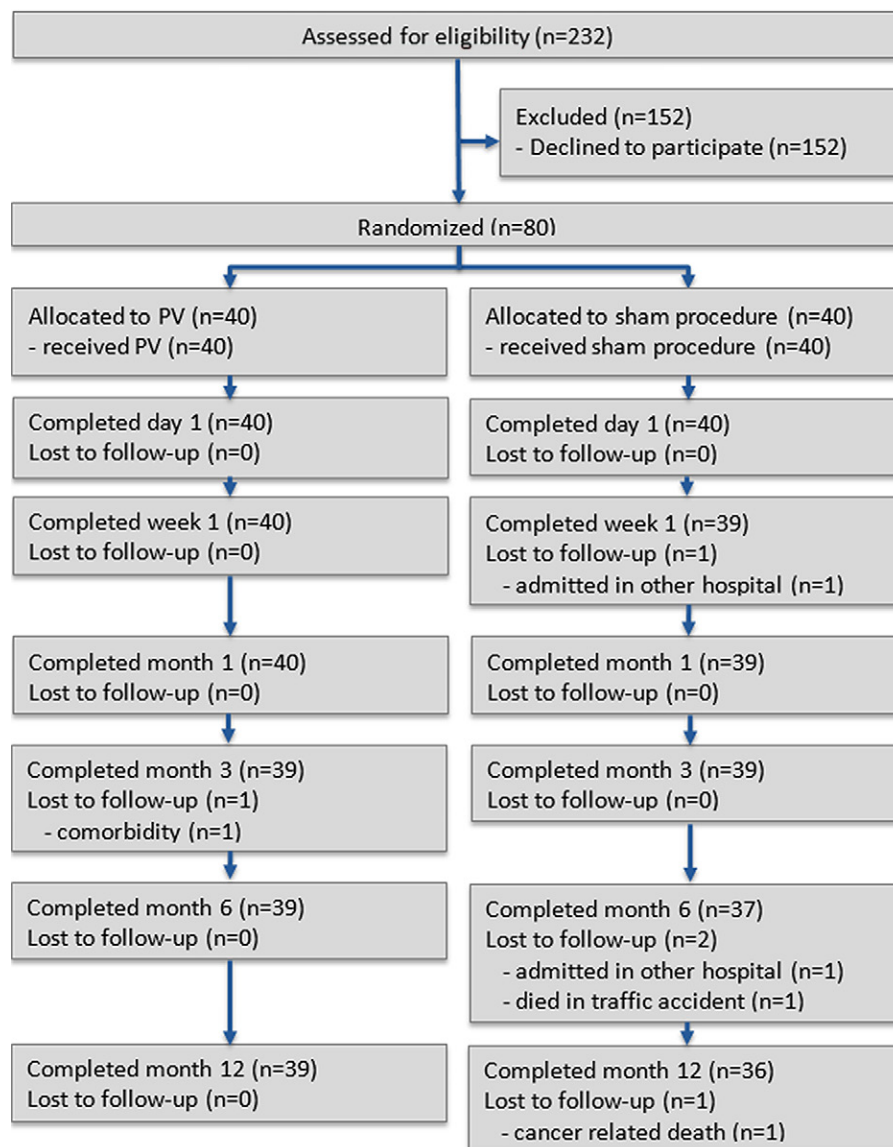 Assessed for eligibility (n=232)
Excluded (n=152)
- Declined to participate (n=152)
Randomized (n=80)
Allocated to PV (n=40)
- received PV (n=40)
Allocated to sham procedure (n=40)
- received sham procedure (n=40)
Completed day 1 (n=40)
Lost to follow-up (n=0)
Completed day 1 (n=40)
Lost to follow-up (n=0)
Completed week 1 (n=40)
Lost to follow-up (n=0)
Completed week 1 (n=39)
Lost to follow-up (n=1)
- admitted in other hospital (n=1)
Completed month 1 (n=40)
Lost to follow-up (n=0)
Completed month 1 (n=39)
Lost to follow-up (n=0)
Completed month 3 (n=39)
Lost to follow-up (n=1)
- comorbidity (n=1)
Completed month 3 (n=39)
Lost to follow-up (n=0)
Completed month 6 (n=39)
Lost to follow-up (n=0)
Completed month 6 (n=37)
Lost to follow-up (n=2)
- admitted in other hospital (n=1)
- died in traffic accident (n=1)
Completed month 12 (n=39)
Lost to follow-up (n=0)
Completed month 12 (n=36)
Lost to follow-up (n=1)
- cancer related death (n=1)